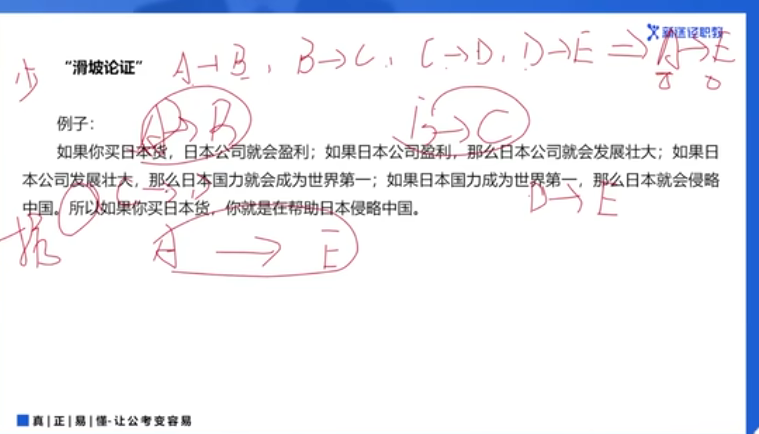 新途径职教
"滑坡论证" A→B, B→C, C→D, D→E ⇒ A→E
例子：
A→B B→C
如果你买日本货，日本公司就会盈利；如果日本公司盈利，那么日本公司就会发展壮大；如果日
本公司发展壮大，那么日本国力就会成为世界第一；如果日本国力成为世界第一，那么日本就会侵略
C→D
中国。所以如果你买日本货，你就是在帮助日本侵略中国。
D→E
A→E
真|正|易|懂-让公考变容易